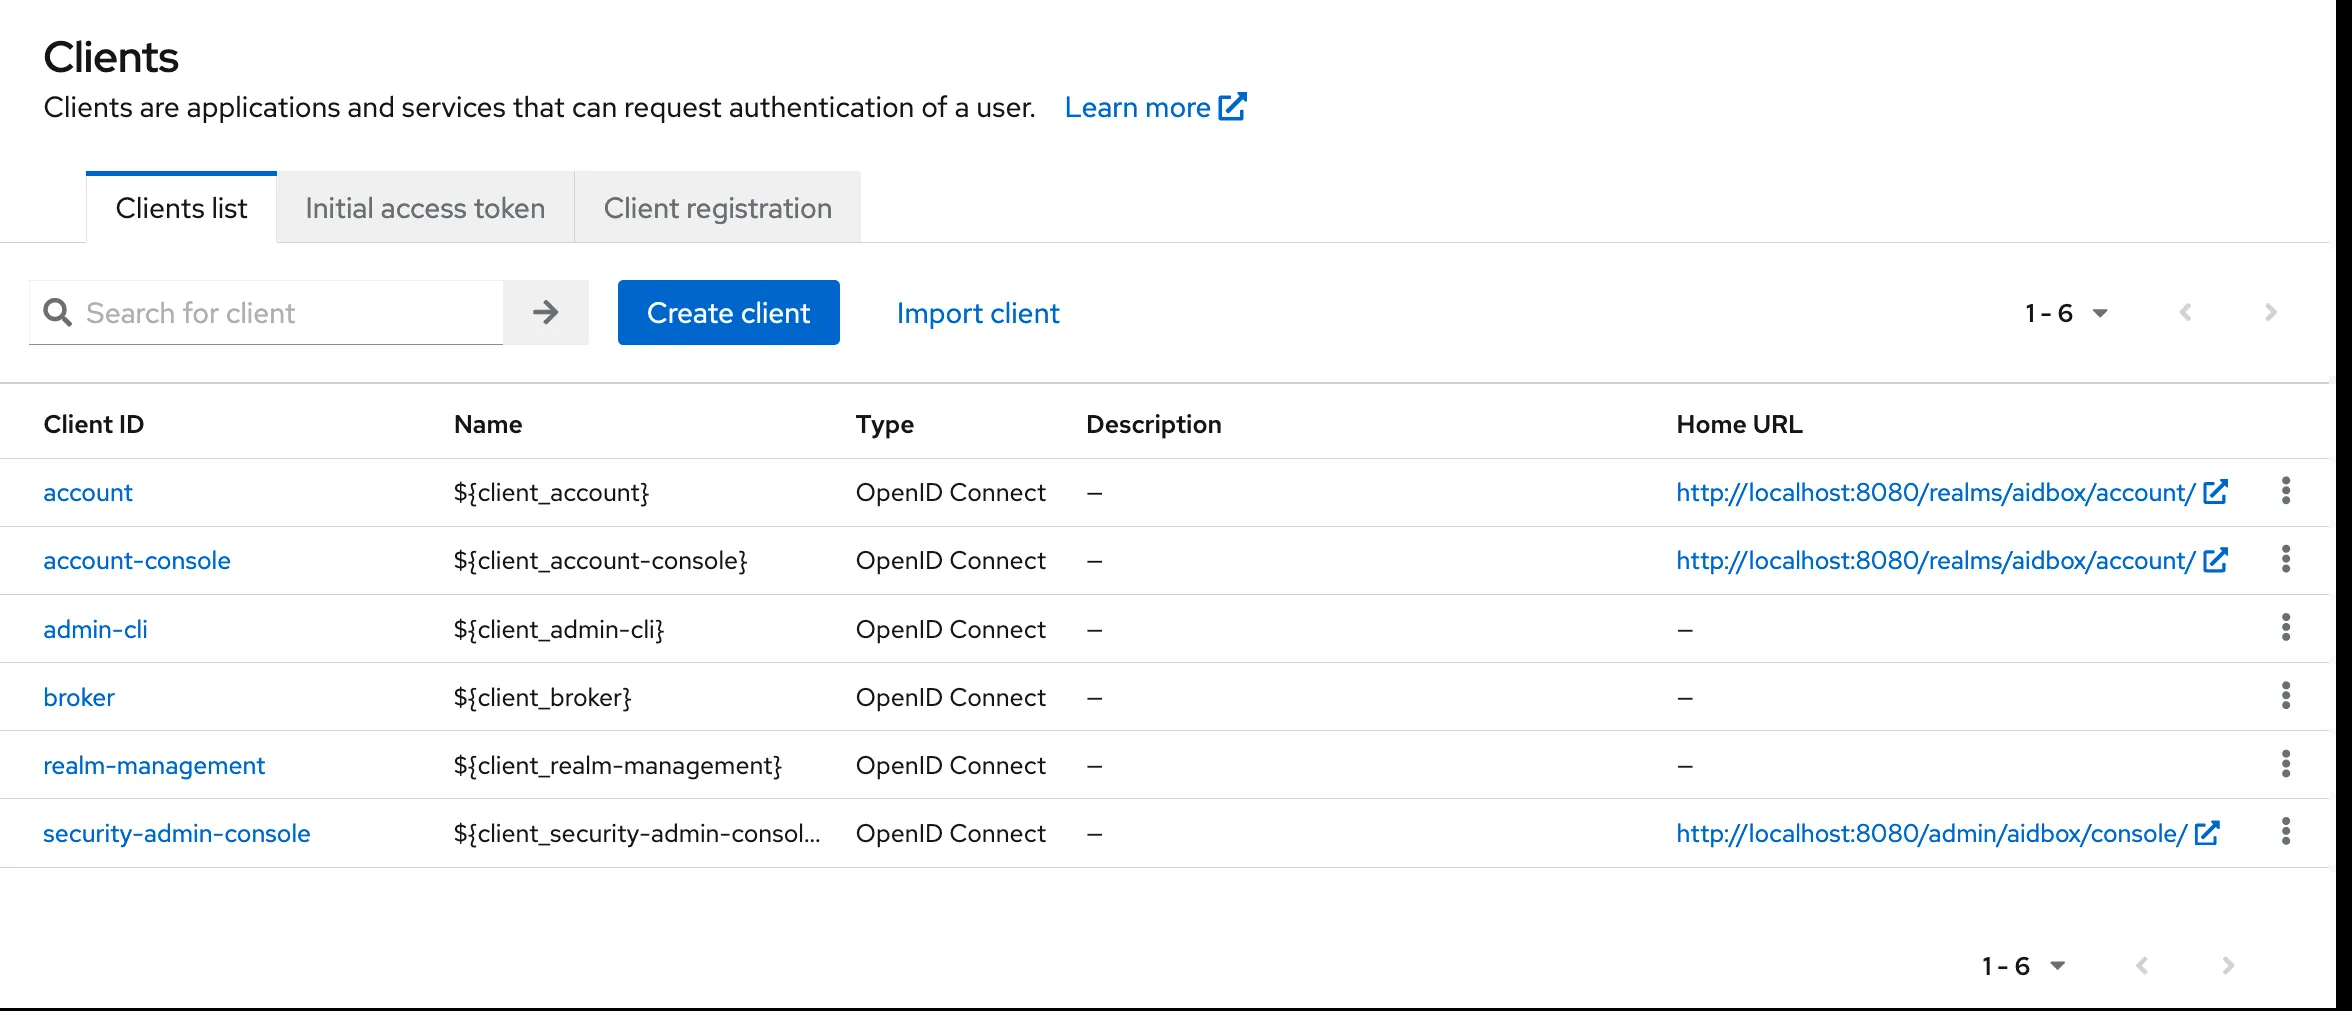 Clients
Clients are applications and services that can request authentication of a user. Learn more
Clients list Initial access token Client registration
Search for client Create client Import client 1 - 6
Client ID Name Type Description Home URL
account ${client_account} OpenID Connect – http://localhost:8080/realms/aidbox/account/
account-console ${client_account-console} OpenID Connect – http://localhost:8080/realms/aidbox/account/
admin-cli ${client_admin-cli} OpenID Connect – –
broker ${client_broker} OpenID Connect – –
realm-management ${client_realm-management} OpenID Connect – –
security-admin-console ${client_security-admin-consol... OpenID Connect – http://localhost:8080/admin/aidbox/console/
1 - 6